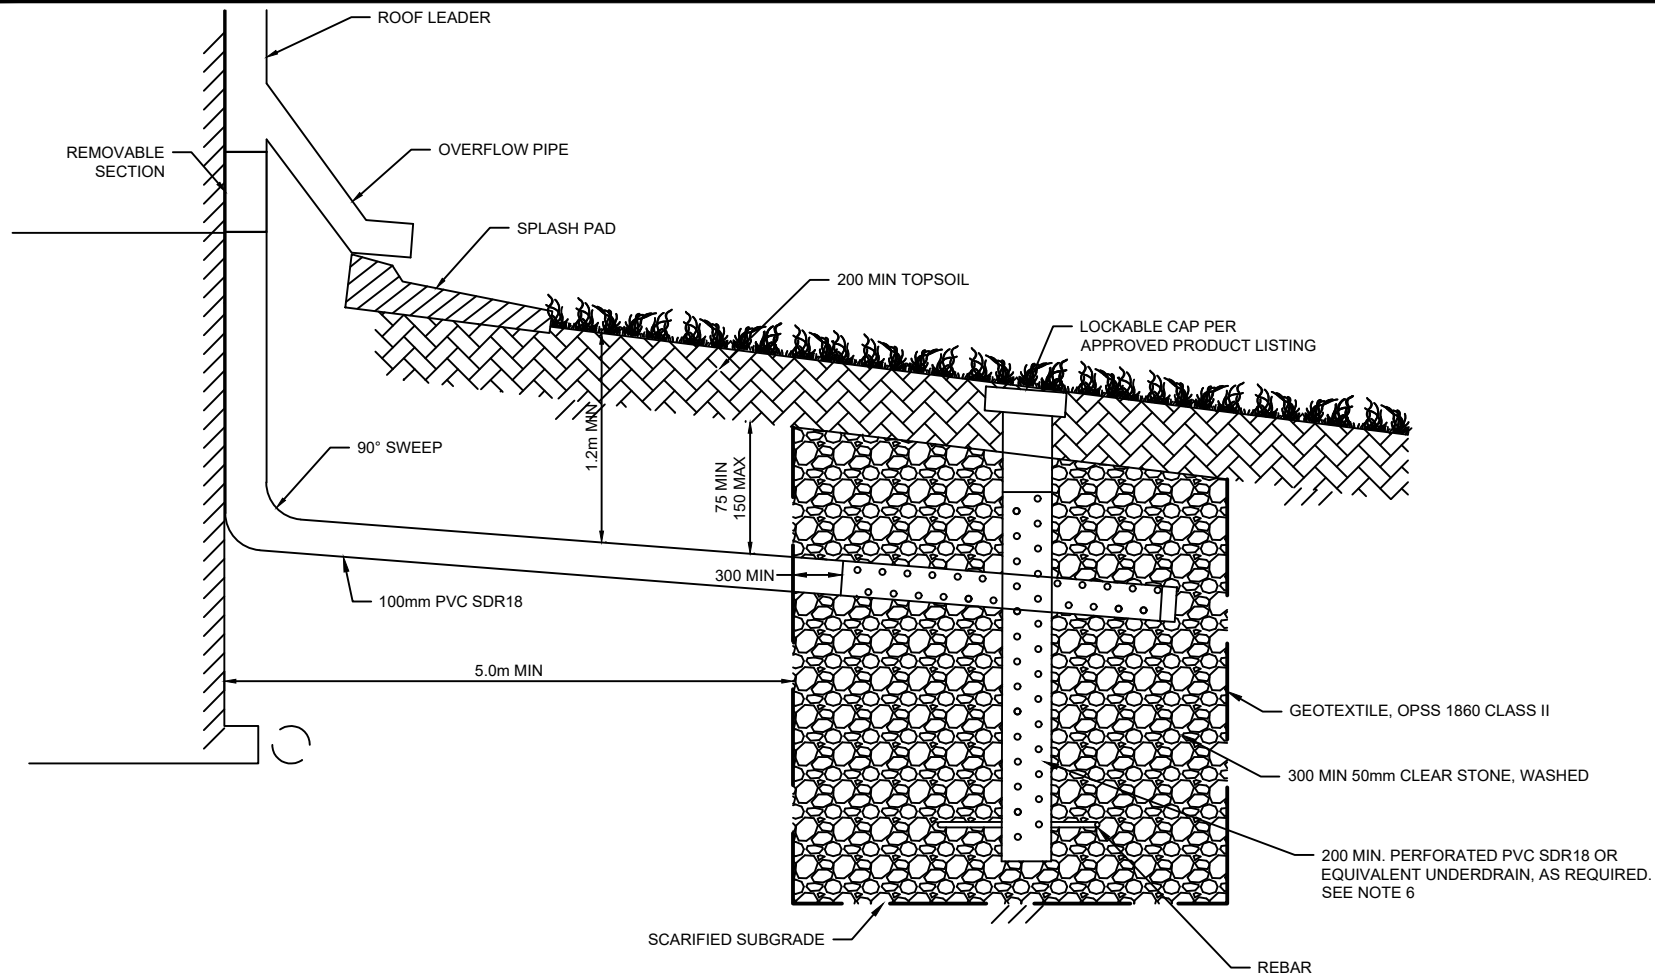 ROOF LEADER
REMOVABLE
SECTION
OVERFLOW PIPE
SPLASH PAD
200 MIN TOPSOIL
LOCKABLE CAP PER
APPROVED PRODUCT LISTING
90° SWEEP
1.2m MIN
75 MIN
150 MAX
300 MIN
100mm PVC SDR18
5.0m MIN
GEOTEXTILE, OPSS 1860 CLASS II
300 MIN 50mm CLEAR STONE, WASHED
200 MIN. PERFORATED PVC SDR18 OR
EQUIVALENT UNDERDRAIN, AS REQUIRED.
SEE NOTE 6
SCARIFIED SUBGRADE
REBAR